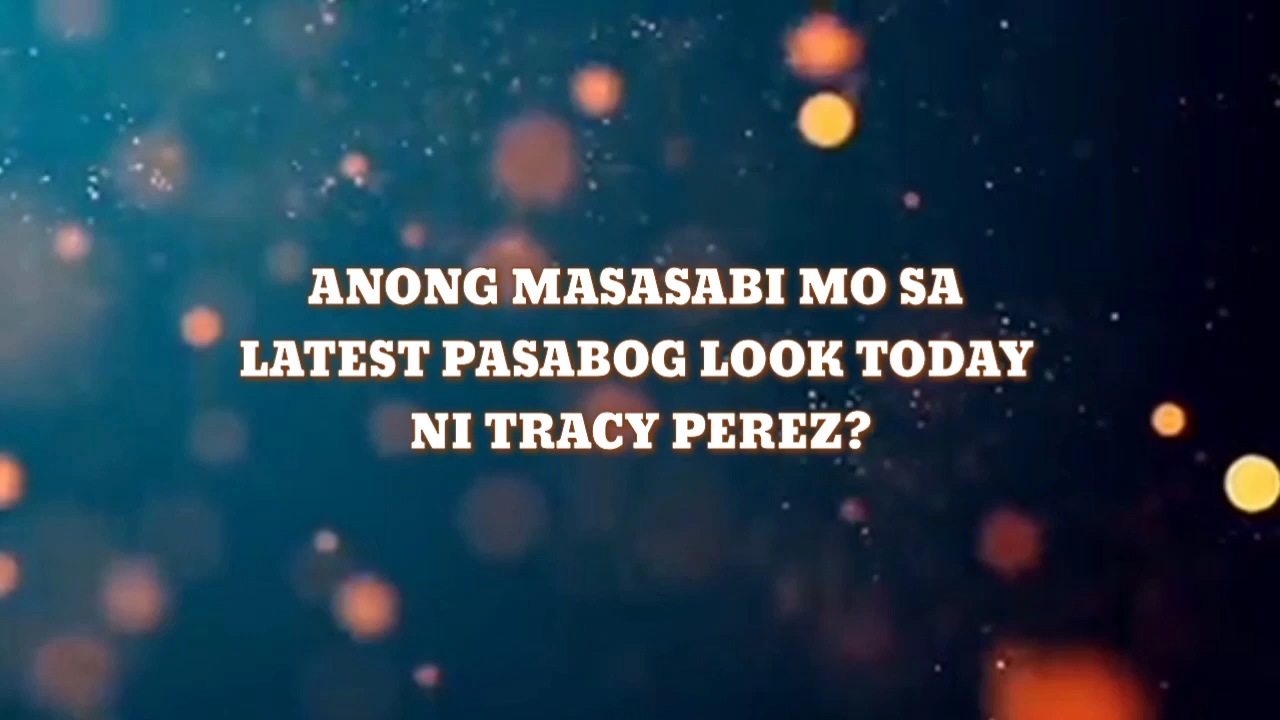 ANONG MASASABI MO SA
LATEST PASABOG LOOK TODAY
NI TRACY PEREZ?